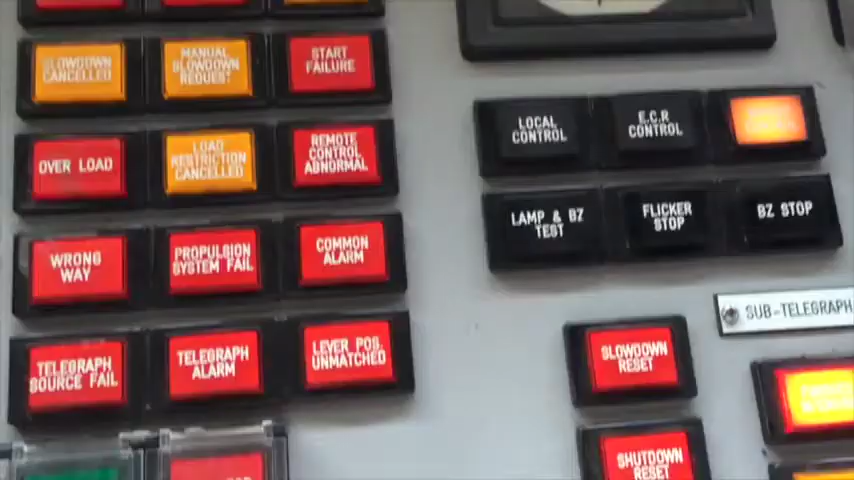 SLOWDOWN
CANCELLED
MANUAL
SLOWDOWN
REQUEST
START
FAILURE
OVER LOAD
LOAD
RESTRICTION
CANCELLED
REMOTE
CONTROL
ABNORMAL
WRONG
WAY
PROPULSION
SYSTEM FAIL
COMMON
ALARM
TELEGRAPH
SOURCE FAIL
TELEGRAPH
ALARM
LEVER POS.
UNMATCHED
LOCAL
CONTROL
E.C.R
CONTROL
LAMP & BZ
TEST
FLICKER
STOP
BZ STOP
SUB-TELEGRAPH
SLOWDOWN
RESET
SHUTDOWN
RESET